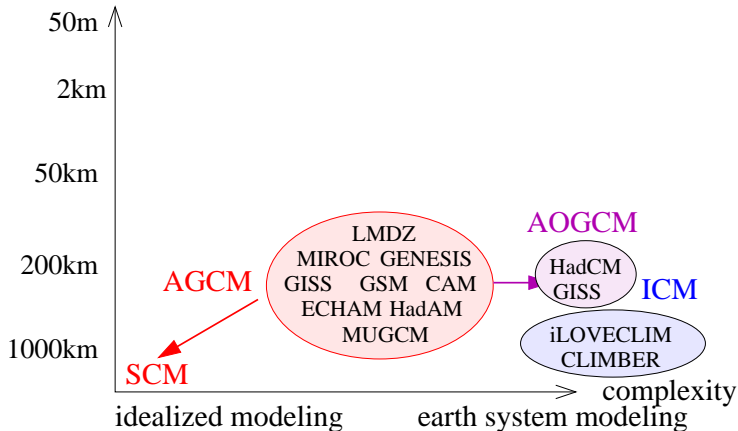 50m
2km
50km
200km
1000km
AGCM
SCM
LMDZ
MIROC GENESIS
GISS GSM CAM
ECHAM HadAM
MUGCM
AOGCM
HadCM
GISS
ICM
iLOVECLIM
CLIMBER
complexity
idealized modeling
earth system modeling